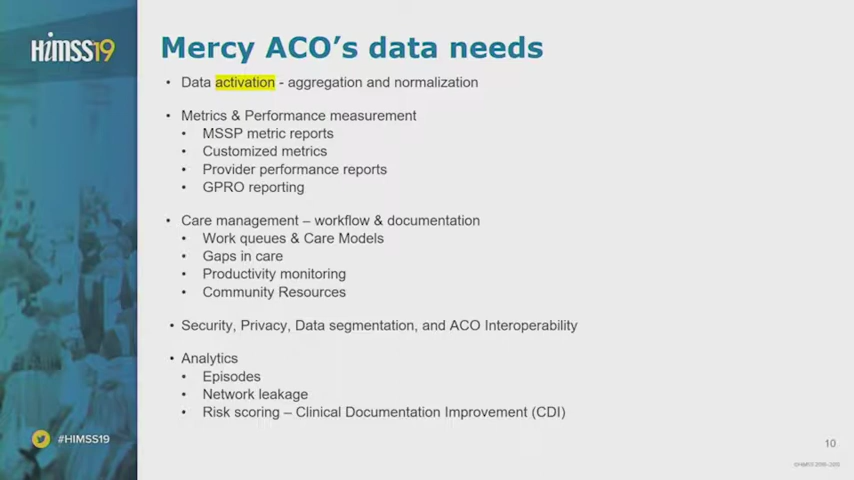 HiMSS19
Mercy ACO's data needs
• Data activation - aggregation and normalization
• Metrics & Performance measurement
• MSSP metric reports
• Customized metrics
• Provider performance reports
• GPRO reporting
• Care management – workflow & documentation
• Work queues & Care Models
• Gaps in care
• Productivity monitoring
• Community Resources
• Security, Privacy, Data segmentation, and ACO Interoperability
• Analytics
• Episodes
• Network leakage
• Risk scoring – Clinical Documentation Improvement (CDI)
#HIMSS19
10